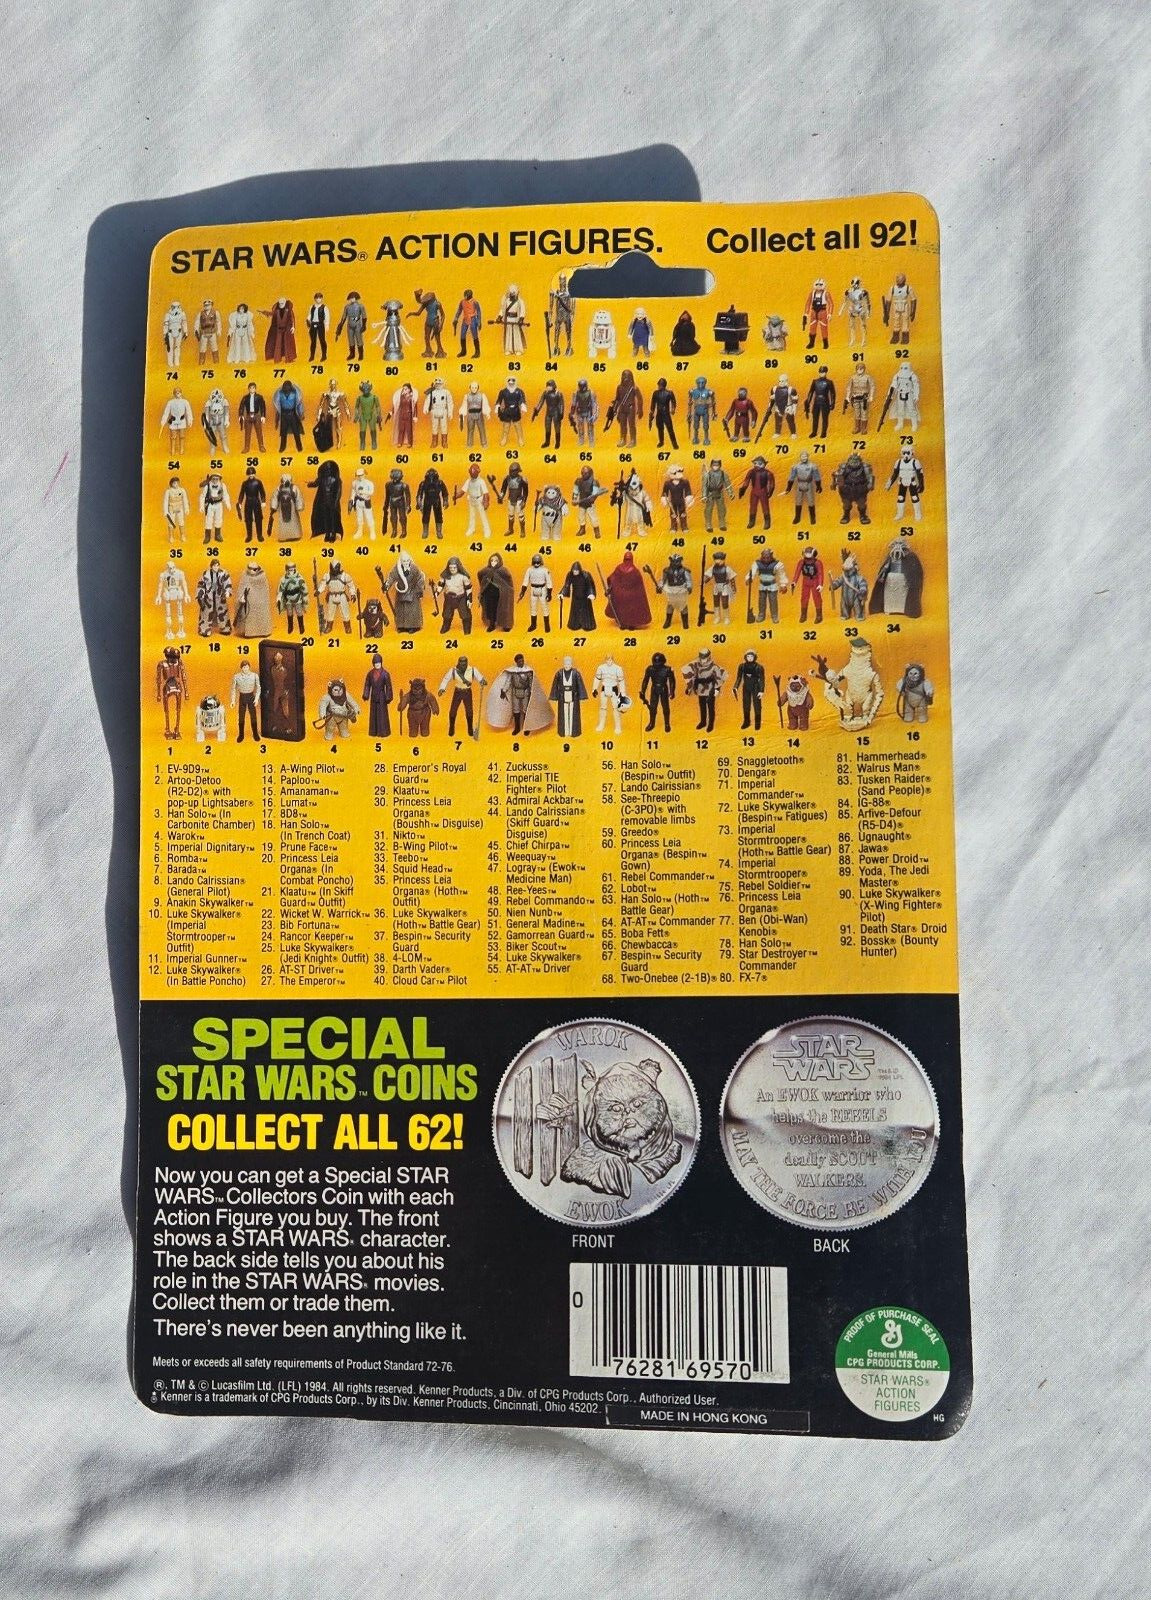 STAR WARS® ACTION FIGURES. Collect all 92!
74 75 76 77 78 79 80 81 82 83 84 85 86 87 88 89 90 91 92
54 55 56 57 58 59 60 61 62 63 64 65 66 67 68 69 70 71 72 73
35 36 37 38 39 40 41 42 43 44 45 46 47 48 49 50 51 52 53
17 18 19 20 21 22 23 24 25 26 27 28 29 30 31 32 33 34
1 2 3 4 5 6 7 8 9 10 11 12 13 14 15 16
1. EV-9D9™
2. Artoo-Detoo
(R2-D2)® with
pop-up Lightsaber®
3. Han Solo™ (In
Carbonite Chamber)
4. Warok™
5. Imperial Dignitary™
6. Romba™
7. Barada™
8. Lando Calrissian®
(General Pilot)
9. Anakin Skywalker™
10. Luke Skywalker®
(Imperial
Stormtrooper™
Outfit)
11. Imperial Gunner™
12. Luke Skywalker®
(In Battle Poncho)
13. A-Wing Pilot™
14. Paploo™
15. Amanaman™
16. Lumat™
17. 8D8™
18. Han Solo™
(In Trench Coat)
19. Prune Face™
20. Princess Leia
Organa® (In
Combat Poncho)
21. Klaatu™ (In Skiff
Guard™ Outfit)
22. Wicket W. Warrick™
23. Bib Fortuna™
24. Rancor Keeper™
25. Luke Skywalker®
(Jedi Knight® Outfit)
26. AT-ST Driver™
27. The Emperor™
28. Emperor's Royal
Guard™
29. Klaatu™
30. Princess Leia
Organa®
(Boushh™ Disguise)
31. Nikto™
32. B-Wing Pilot™
33. Teebo™
34. Squid Head™
35. Princess Leia
Organa® (Hoth™
Outfit)
36. Luke Skywalker®
(Hoth™ Battle Gear)
37. Bespin™ Security
Guard
38. 4-LOM™
39. Darth Vader®
40. Cloud Car™ Pilot
41. Zuckuss®
42. Imperial TIE
Fighter® Pilot
43. Admiral Ackbar™
44. Lando Calrissian®
(Skiff Guard™
Disguise)
45. Chief Chirpa™
46. Weequay™
47. Logray™ (Ewok™
Medicine Man)
48. Ree-Yees™
49. Rebel Commando™
50. Nien Nunb™
51. General Madine™
52. Gamorrean Guard™
53. Biker Scout™
54. Luke Skywalker®
55. AT-AT™ Driver
56. Han Solo™
(Bespin™ Outfit)
57. Lando Calrissian®
58. See-Threepio
(C-3PO)® with
removable limbs
59. Greedo®
60. Princess Leia
Organa® (Bespin™
Gown)
61. Rebel Commander™
62. Lobot™
63. Han Solo™ (Hoth™
Battle Gear)
64. AT-AT™ Commander
65. Boba Fett®
66. Chewbacca®
67. Bespin™ Security
Guard
68. Two-Onebee (2-1B)®
69. Snaggletooth®
70. Dengar®
71. Imperial
Commander™
72. Luke Skywalker®
(Bespin™ Fatigues)
73. Imperial
Stormtrooper®
(Hoth™ Battle Gear)
74. Imperial
Stormtrooper®
75. Rebel Soldier™
76. Princess Leia
Organa®
77. Ben (Obi-Wan)
Kenobi®
78. Han Solo™
79. Star Destroyer™
Commander
80. FX-7®
81. Hammerhead®
82. Walrus Man®
83. Tusken Raider®
(Sand People)®
84. IG-88®
85. Arfive-Defour
(R5-D4)®
86. Ugnaught®
87. Jawa®
88. Power Droid™
89. Yoda, The Jedi
Master®
90. Luke Skywalker®
(X-Wing Fighter®
Pilot)
91. Death Star® Droid
92. Bossk® (Bounty
Hunter)
SPECIAL
STAR WARS™ COINS
COLLECT ALL 62!
Now you can get a Special STAR
WARS™ Collectors Coin with each
Action Figure you buy. The front
shows a STAR WARS® character.
The back side tells you about his
role in the STAR WARS® movies.
Collect them or trade them.
There's never been anything like it.
WAROK
EWOK
FRONT
STAR
WARS
An EWOK warrior who
helps the REBELS
overcome the
deadly SCOUT
WALKERS.
MAY THE FORCE BE WITH YOU
BACK
0 76281 69570
PROOF OF PURCHASE SEAL
General Mills
CPG PRODUCTS CORP.
STAR WARS®
ACTION
FIGURES
HG
Meets or exceeds all safety requirements of Product Standard 72-76.
®, TM & © Lucasfilm Ltd. (LFL) 1984. All rights reserved. Kenner Products, a Div. of CPG Products Corp., Authorized User.
Kenner is a trademark of CPG Products Corp., by its Div. Kenner Products, Cincinnati, Ohio 45202.
MADE IN HONG KONG